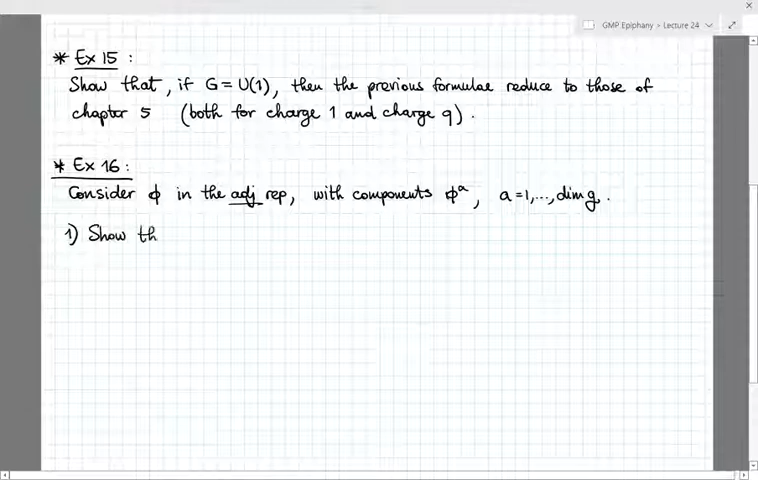 GMP Epiphany > Lecture 24
* Ex 15 :
Show that, if G = U(1), then the previous formulae reduce to those of
chapter 5 (both for charge 1 and charge q).
* Ex 16 :
Consider ϕ in the adj rep, with components ϕᵃ, a=1,...,dim g.
1) Show th